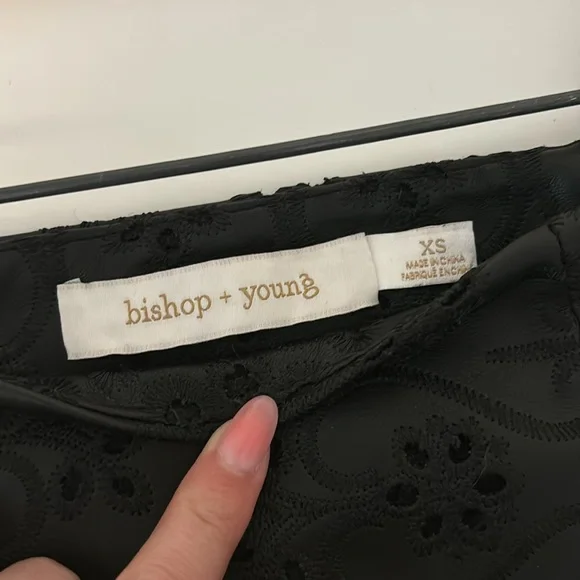 bishop + young
XS
MADE IN CHINA
FABRIQUÉ EN CHINE